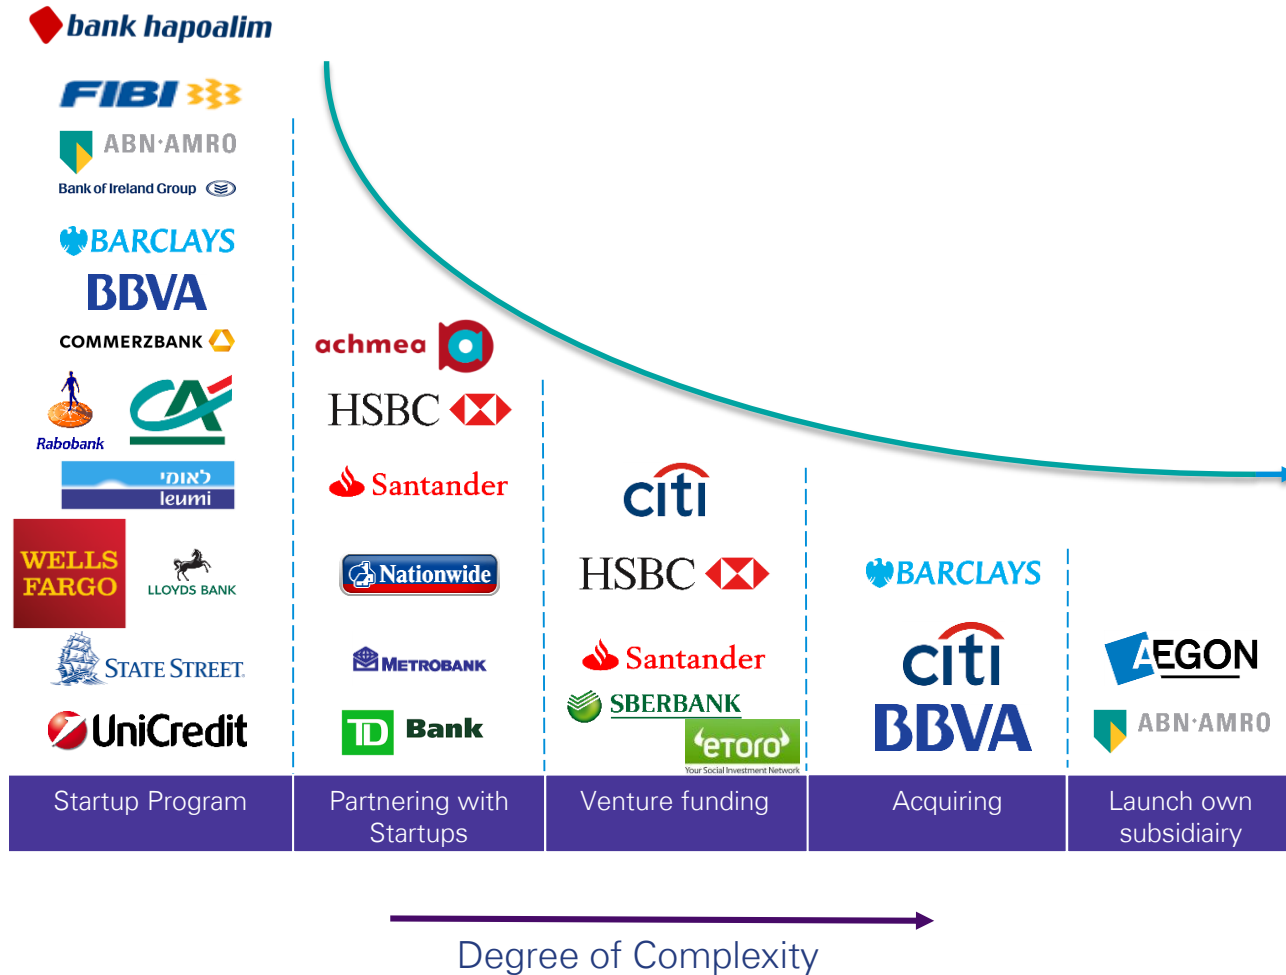 bank hapoalim
FIBI
ABN·AMRO
Bank of Ireland Group
BARCLAYS
BBVA
COMMERZBANK
Rabobank
CA
לאומי
leumi
WELLS
FARGO
LLOYDS BANK
STATE STREET.
UniCredit
achmea
HSBC
Santander
Nationwide
METROBANK
TD Bank
citi
HSBC
Santander
SBERBANK
etoro
Your Social Investment Network
BARCLAYS
citi
BBVA
AEGON
ABN·AMRO
Startup Program
Partnering with
Startups
Venture funding
Acquiring
Launch own
subsidiairy
Degree of Complexity